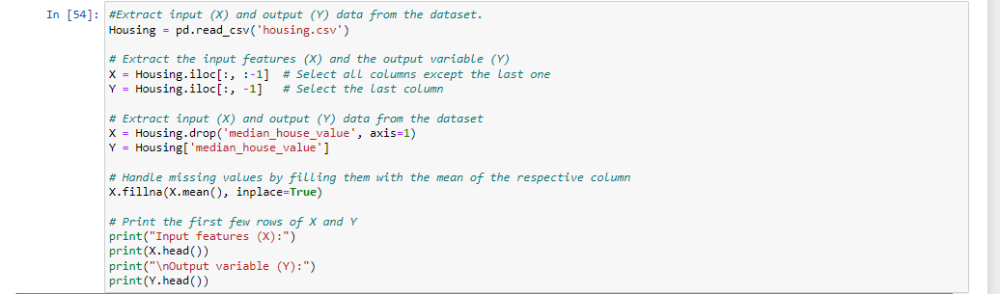 In [54]: #Extract input (X) and output (Y) data from the dataset.
Housing = pd.read_csv('housing.csv')
# Extract the input features (X) and the output variable (Y)
X = Housing.iloc[:, :-1]  # Select all columns except the last one
Y = Housing.iloc[:, -1]   # Select the last column
# Extract input (X) and output (Y) data from the dataset
X = Housing.drop('median_house_value', axis=1)
Y = Housing['median_house_value']
# Handle missing values by filling them with the mean of the respective column
X.fillna(X.mean(), inplace=True)
# Print the first few rows of X and Y
print("Input features (X):")
print(X.head())
print("\nOutput variable (Y):")
print(Y.head())